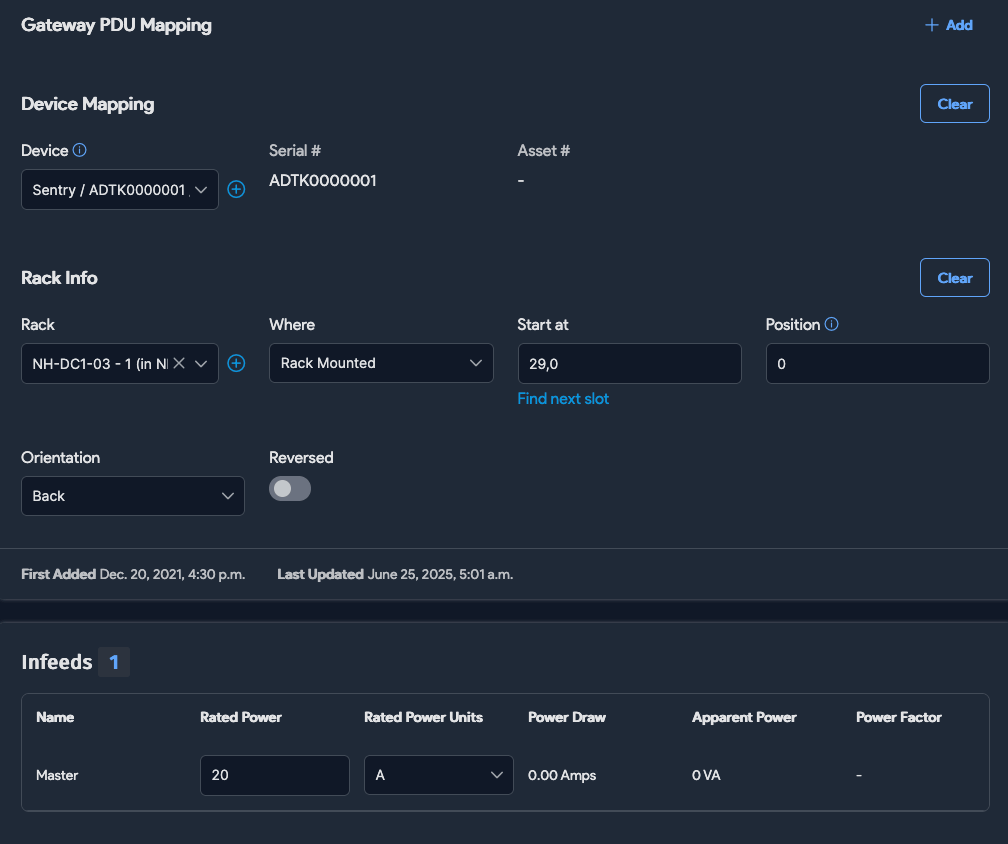 Gateway PDU Mapping
Add
Device Mapping
Clear
Device
Serial #
Asset #
Sentry / ADTK0000001
ADTK0000001
-
Rack Info
Clear
Rack
Where
Start at
Position
NH-DC1-03 - 1 (in N
Rack Mounted
29,0
0
Find next slot
Orientation
Reversed
Back
First Added Dec. 20, 2021, 4:30 p.m.
Last Updated June 25, 2025, 5:01 a.m.
Infeeds 1
Name
Rated Power
Rated Power Units
Power Draw
Apparent Power
Power Factor
Master
20
A
0.00 Amps
0 VA
-